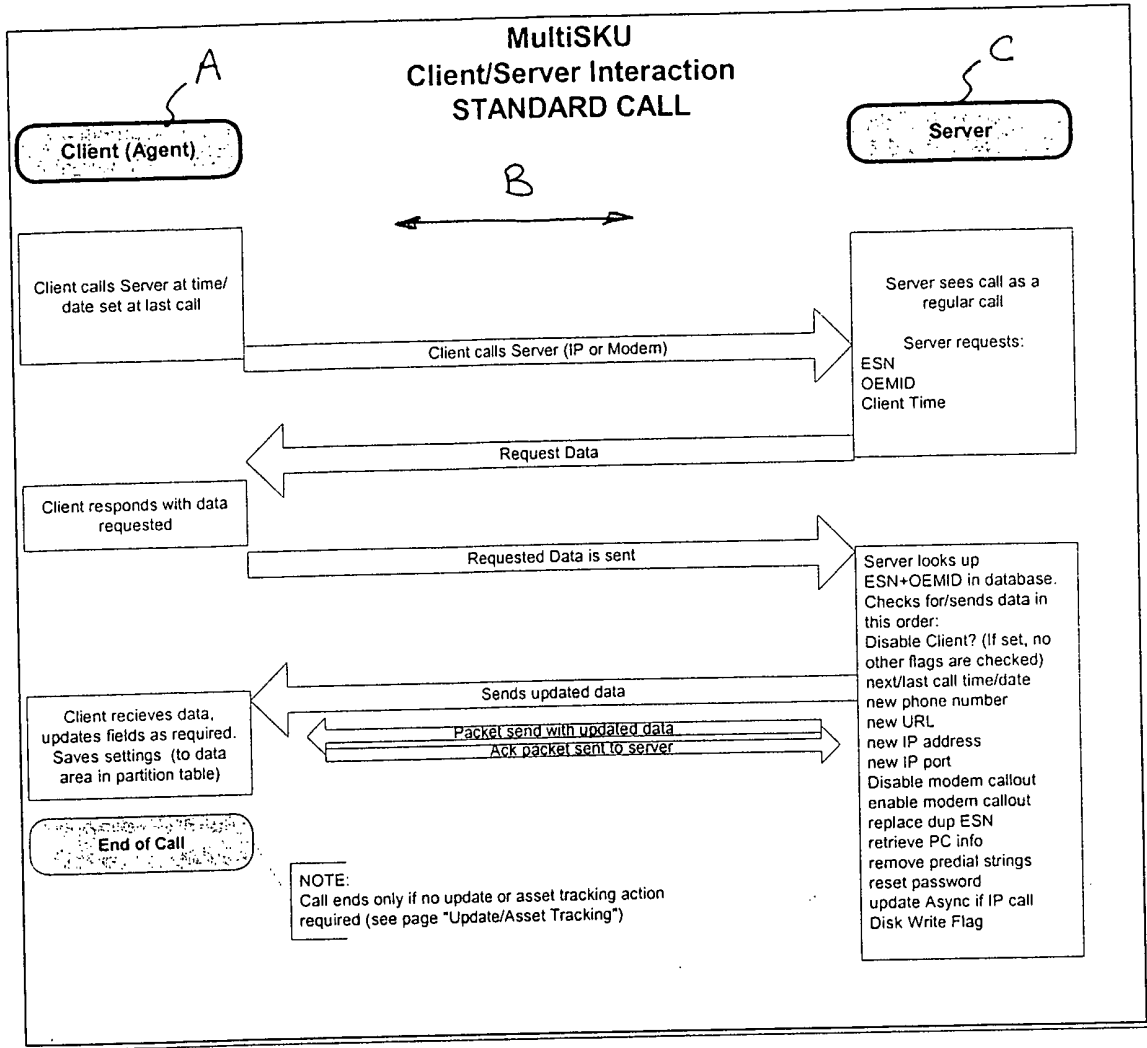 MultiSKU
Client/Server Interaction
STANDARD CALL
A
C
Client (Agent)
Server
B
Client calls Server at time/
date set at last call
Server sees call as a
regular call
Server requests:
ESN
OEMID
Client Time
Client calls Server (IP or Modem)
Request Data
Client responds with data
requested
Requested Data is sent
Server looks up
ESN+OEMID in database.
Checks for/sends data in
this order:
Disable Client? (If set, no
other flags are checked)
next/last call time/date
new phone number
new URL
new IP address
new IP port
Disable modem callout
enable modem callout
replace dup ESN
retrieve PC info
remove predial strings
reset password
update Async if IP call
Disk Write Flag
Sends updated data
Packet send with updated data
Ack packet sent to server
Client recieves data,
updates fields as required.
Saves settings (to data
area in partition table)
End of Call
NOTE:
Call ends only if no update or asset tracking action
required (see page "Update/Asset Tracking")